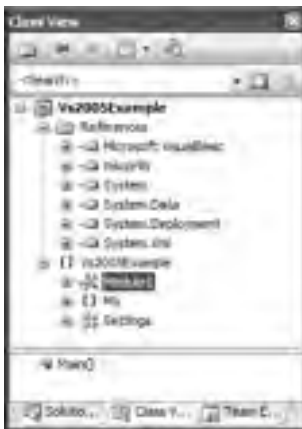 Class View
<Search>
Vs2005Example
References
Microsoft.VisualBasic
mscorlib
System
System.Data
System.Deployment
System.Xml
Vs2005Example
Module1
My
Settings
Main()
Solutio...
Class V...
Team E...